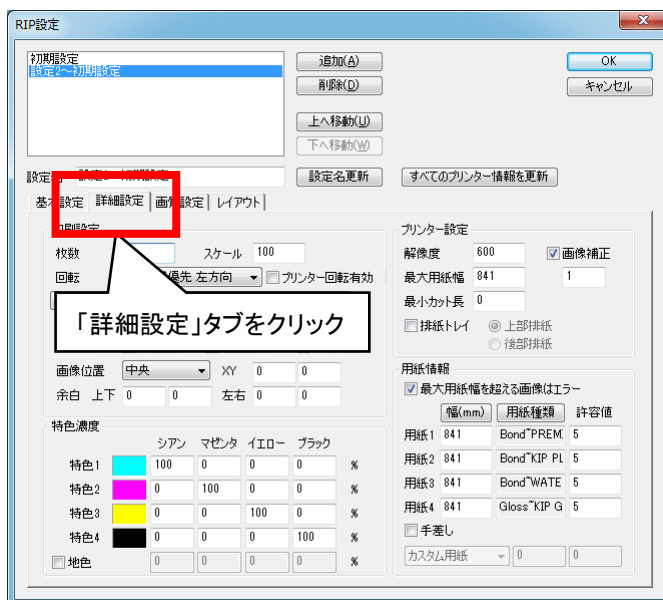 RIP設定
初期設定
設定2～初期設定
追加(A)
削除(D)
上へ移動(U)
下へ移動(W)
OK
キャンセル
設定名更新
すべてのプリンター情報を更新
詳細設定
レイアウト
枚数
スケール 100
回転
優先 左方向
プリンター回転有効
「詳細設定」タブをクリック
画像位置 中央 XY 0 0
余白 上下 0 0 左右 0 0
特色濃度
シアン マゼンタ イエロー ブラック
特色1 100 0 0 0 %
特色2 0 100 0 0 %
特色3 0 0 100 0 %
特色4 0 0 0 100 %
地色 0 0 0 0 %
プリンター設定
解像度 600 画像補正
最大用紙幅 841 1
最小カット長 0
排紙トレイ 上部排紙
後部排紙
用紙情報
最大用紙幅を超える画像はエラー
幅(mm) 用紙種類 許容値
用紙1 841 Bond~PREM 5
用紙2 841 Bond~KIP PL 5
用紙3 841 Bond~WATE 5
用紙4 841 Gloss~KIP G 5
手差し
カスタム用紙 0 0